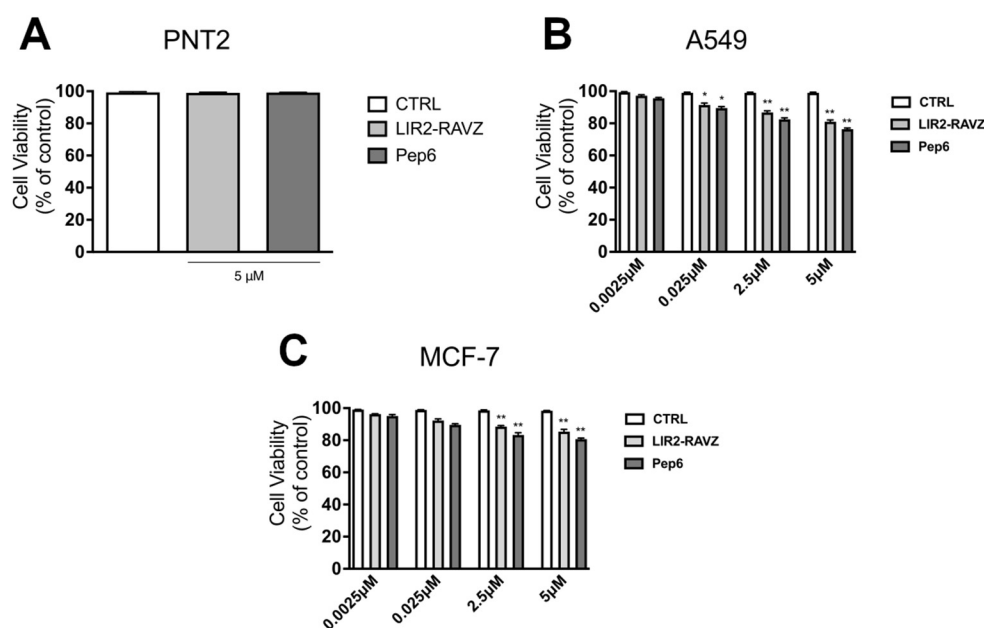 A
PNT2
Cell Viability
(% of control)
100
80
60
40
20
0
5 µM
CTRL
LIR2-RAVZ
Pep6
B
A549
Cell Viability
(% of control)
100
80
60
40
20
0
* *
** **
** **
0.0025µM
0.025µM
2.5µM
5µM
CTRL
LIR2-RAVZ
Pep6
C
MCF-7
Cell Viability
(% of control)
100
80
60
40
20
0
** **
** **
0.0025µM
0.025µM
2.5µM
5µM
CTRL
LIR2-RAVZ
Pep6